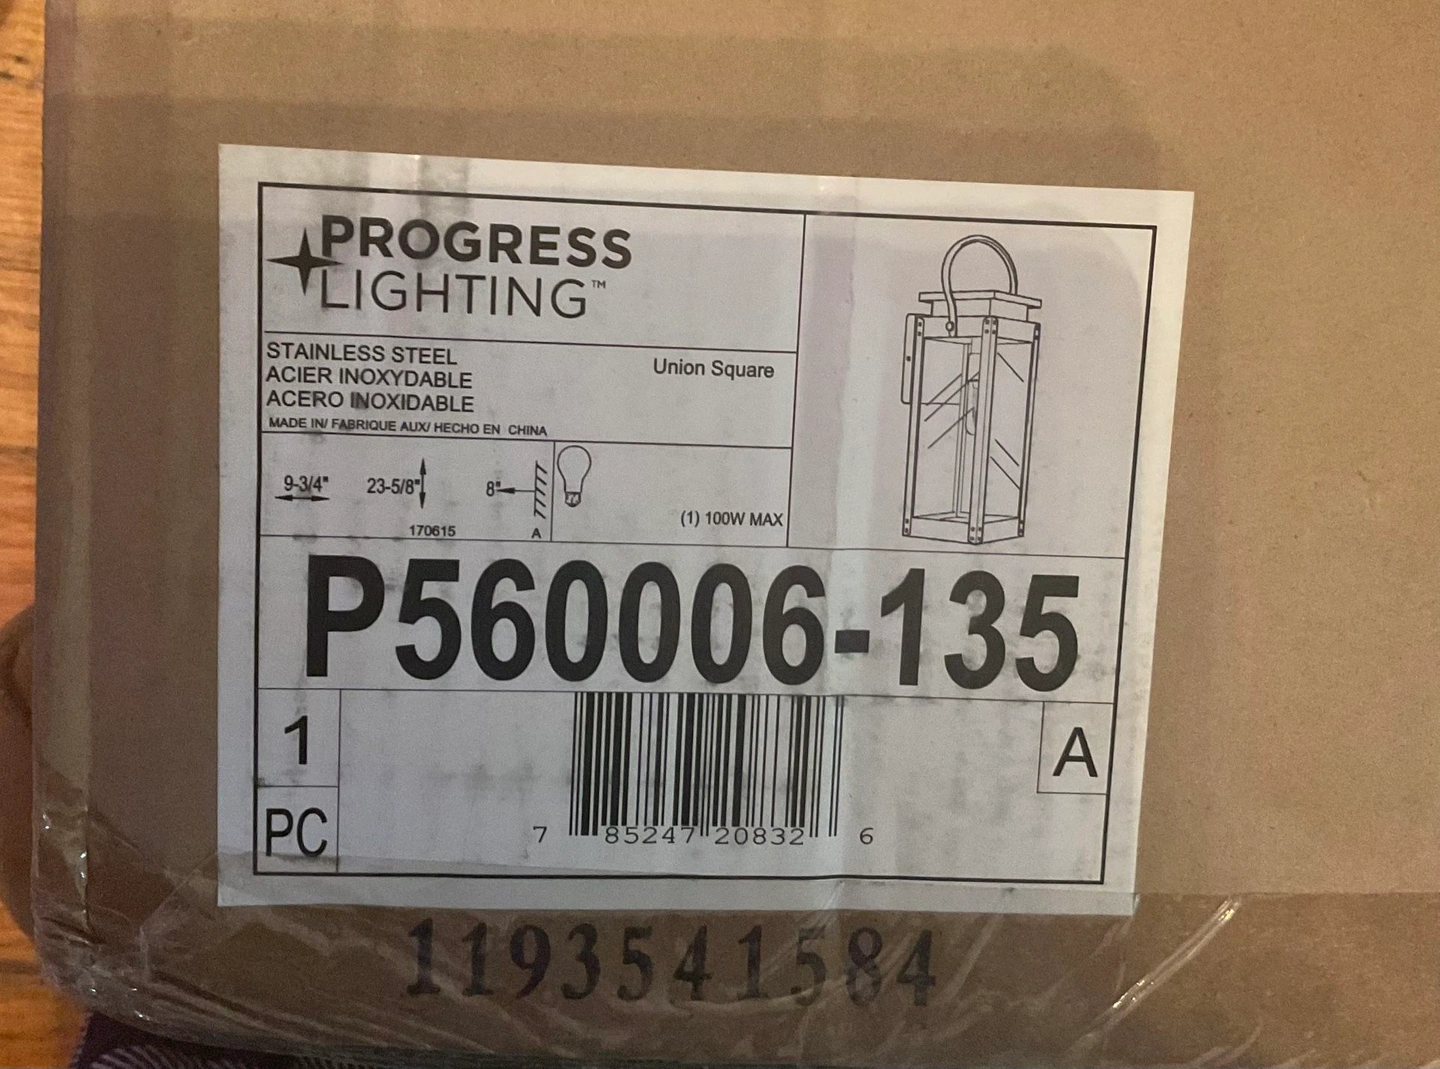 PROGRESS
LIGHTING™
STAINLESS STEEL
ACIER INOXYDABLE
ACERO INOXIDABLE
Union Square
MADE IN/ FABRIQUE AUX/ HECHO EN CHINA
9-3/4"
23-5/8"
8"
170615
A
(1) 100W MAX
P560006-135
1
PC
A
7 85247 20832 6
1193541584